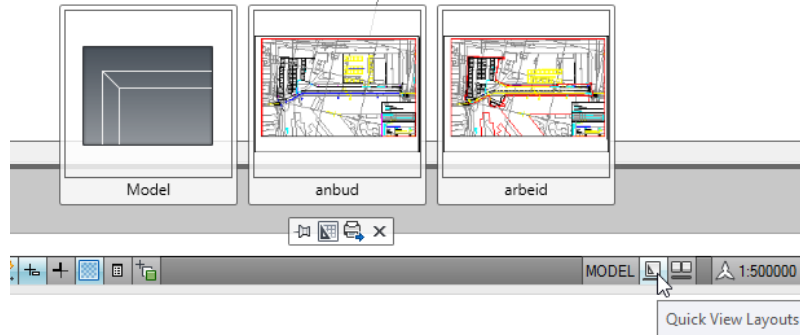 Model
anbud
arbeid
MODEL
1:500000
Quick View Layouts